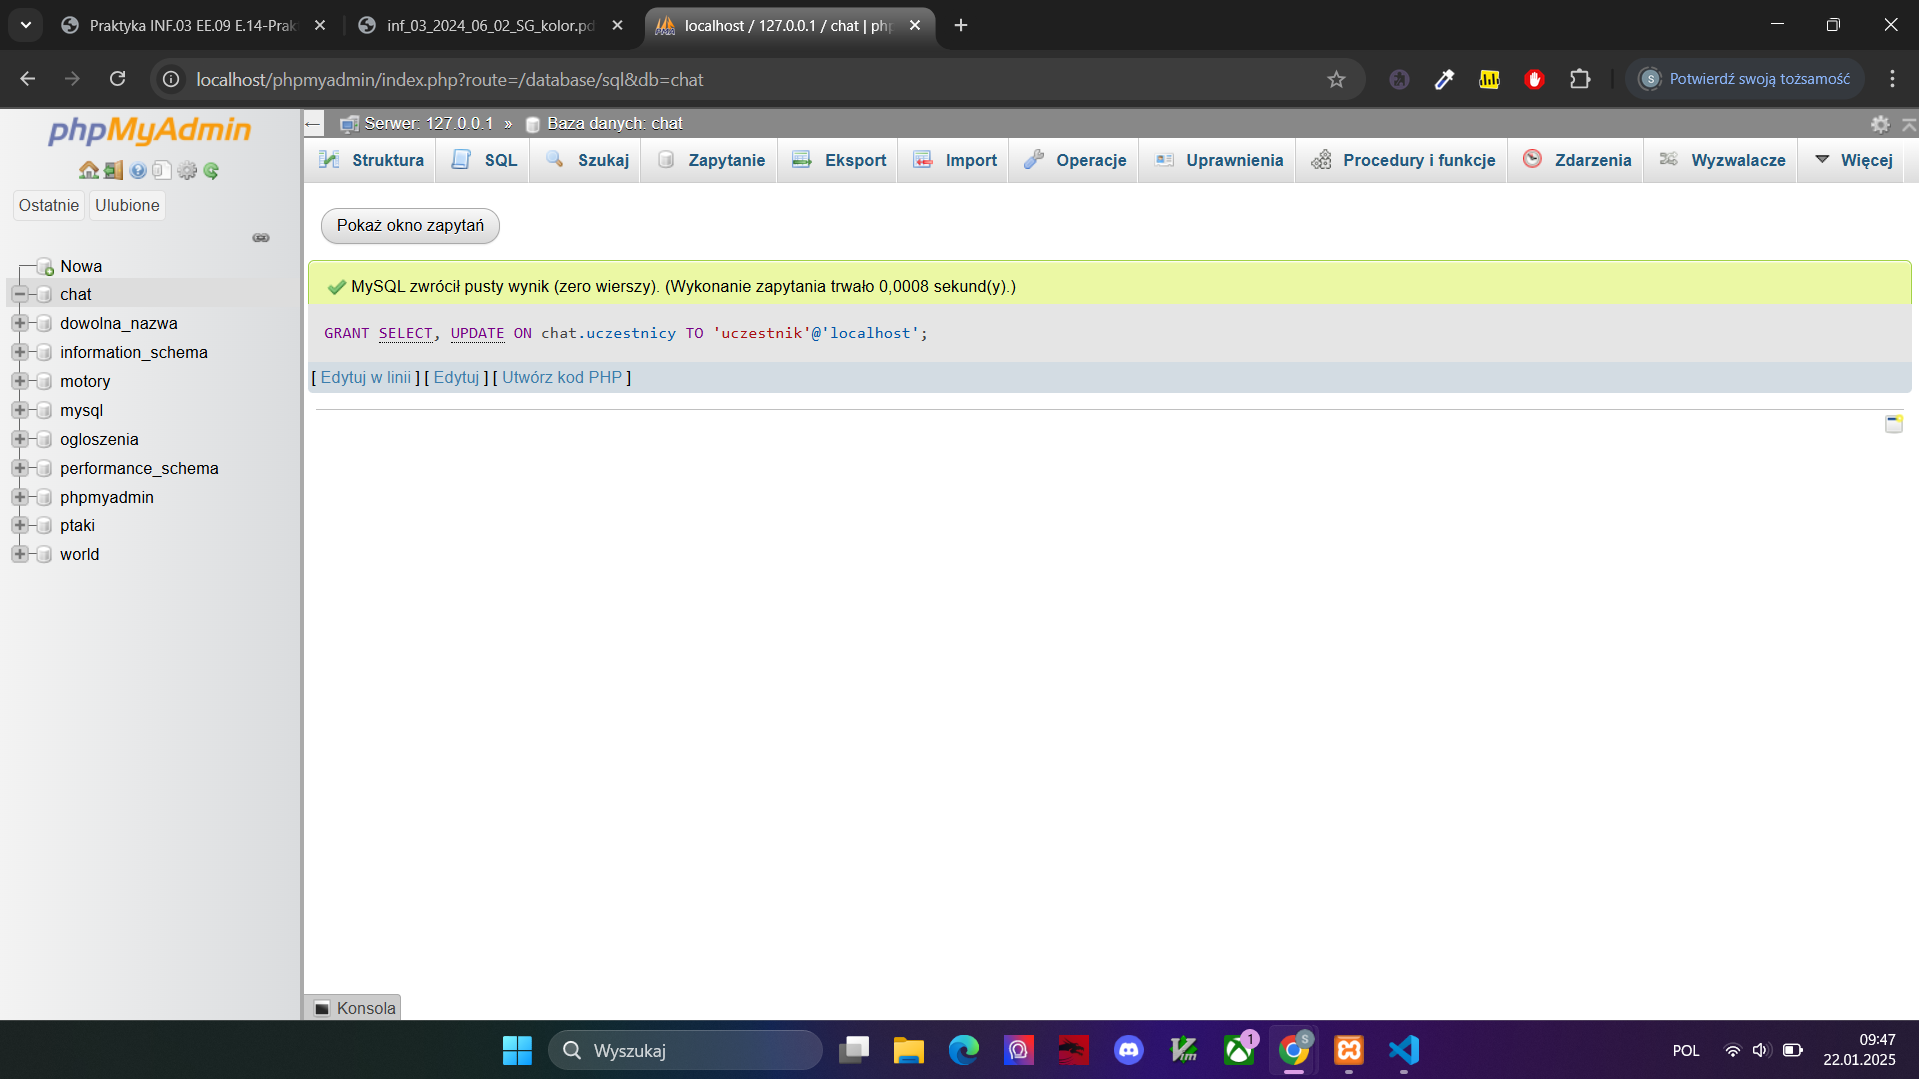 Praktyka INF.03 EE.09 E.14-Prak
inf_03_2024_06_02_SG_kolor.pd
localhost / 127.0.0.1 / chat | ph
localhost/phpmyadmin/index.php?route=/database/sql&db=chat
S
Potwierdź swoją tożsamość
phpMyAdmin
Ostatnie
Ulubione
Nowa
chat
dowolna_nazwa
information_schema
motory
mysql
ogloszenia
performance_schema
phpmyadmin
ptaki
world
Serwer: 127.0.0.1 » Baza danych: chat
Struktura
SQL
Szukaj
Zapytanie
Eksport
Import
Operacje
Uprawnienia
Procedury i funkcje
Zdarzenia
Wyzwalacze
Więcej
Pokaż okno zapytań
MySQL zwrócił pusty wynik (zero wierszy). (Wykonanie zapytania trwało 0,0008 sekund(y).)
GRANT SELECT, UPDATE ON chat.uczestnicy TO 'uczestnik'@'localhost';
[ Edytuj w linii ] [ Edytuj ] [ Utwórz kod PHP ]
Konsola
Wyszukaj
1
S
POL
09:47
22.01.2025